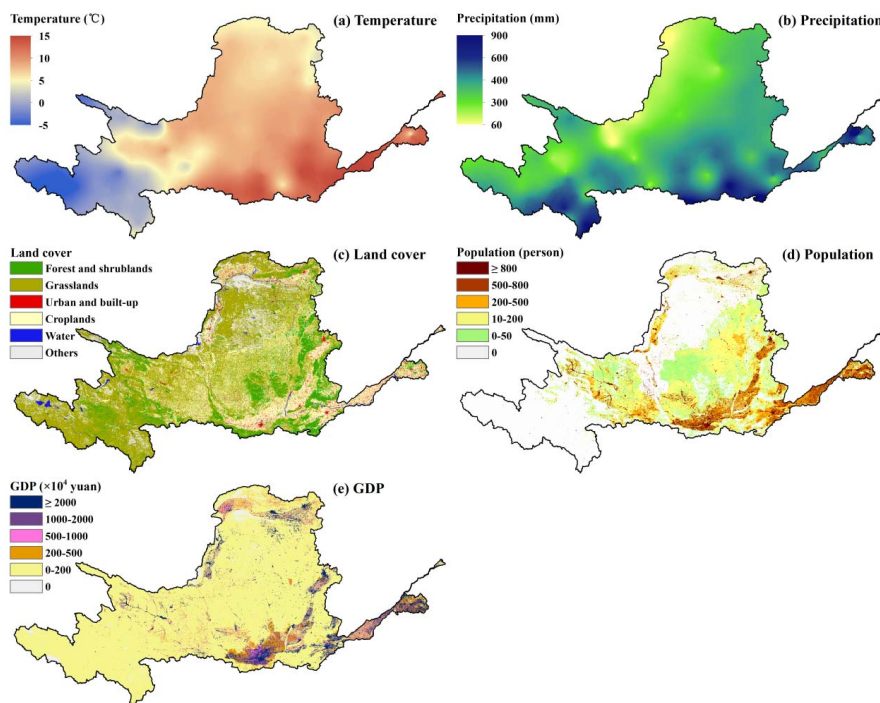 Temperature (℃)
15
10
5
0
-5
(a) Temperature
Precipitation (mm)
900
600
400
300
60
(b) Precipitation
Land cover
Forest and shrublands
Grasslands
Urban and built-up
Croplands
Water
Others
(c) Land cover
Population (person)
≥ 800
500-800
200-500
10-200
0-50
0
(d) Population
GDP (×10⁴ yuan)
≥ 2000
1000-2000
500-1000
200-500
0-200
0
(e) GDP